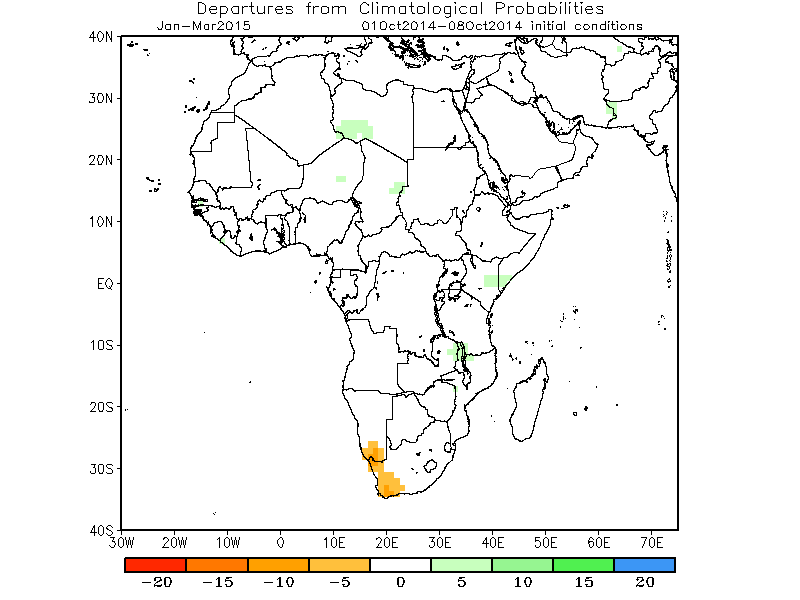 Departures from Climatological Probabilities
Jan-Mar2015 01Oct2014-08Oct2014 initial conditions
40N
30N
20N
10N
EQ
10S
20S
30S
40S
30W 20W 10W 0 10E 20E 30E 40E 50E 60E 70E
-20 -15 -10 -5 0 5 10 15 20